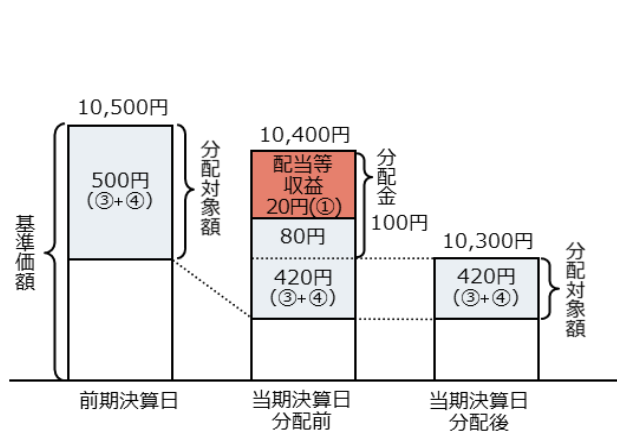 基準価額
10,500円
500円
(③+④)
分配対象額
前期決算日
10,400円
配当等
収益
20円(①)
80円
420円
(③+④)
分配金
100円
当期決算日
分配前
10,300円
420円
(③+④)
分配対象額
当期決算日
分配後